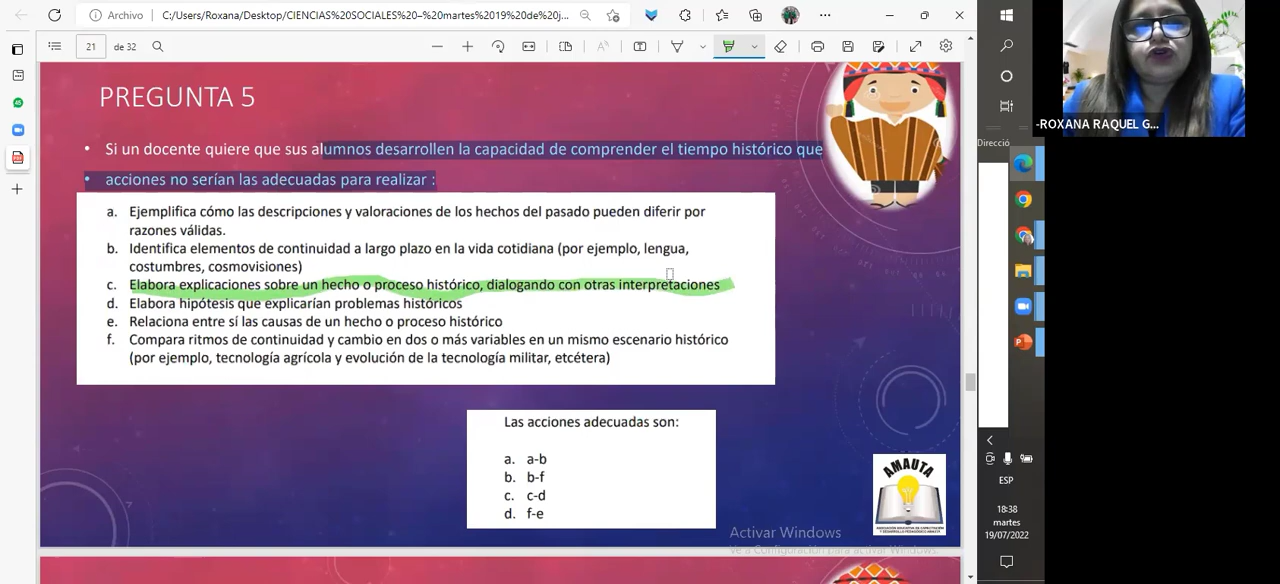 Archivo
C:/Users/Roxana/Desktop/CIENCIAS%20SOCIALES%20–%20martes%2019%20de%20j...
21 de 32
PREGUNTA 5
• Si un docente quiere que sus alumnos desarrollen la capacidad de comprender el tiempo histórico que
• acciones no serían las adecuadas para realizar :
a. Ejemplifica cómo las descripciones y valoraciones de los hechos del pasado pueden diferir por
razones válidas.
b. Identifica elementos de continuidad a largo plazo en la vida cotidiana (por ejemplo, lengua,
costumbres, cosmovisiones)
c. Elabora explicaciones sobre un hecho o proceso histórico, dialogando con otras interpretaciones
d. Elabora hipótesis que explicarían problemas históricos
e. Relaciona entre sí las causas de un hecho o proceso histórico
f. Compara ritmos de continuidad y cambio en dos o más variables en un mismo escenario histórico
(por ejemplo, tecnología agrícola y evolución de la tecnología militar, etcétera)
Las acciones adecuadas son:
a. a-b
b. b-f
c. c-d
d. f-e
AMAUTA
Activar Windows
Ve a Configuración para activar Windows.
-ROXANA RAQUEL G...
Direcció
ESP
18:38
martes
19/07/2022